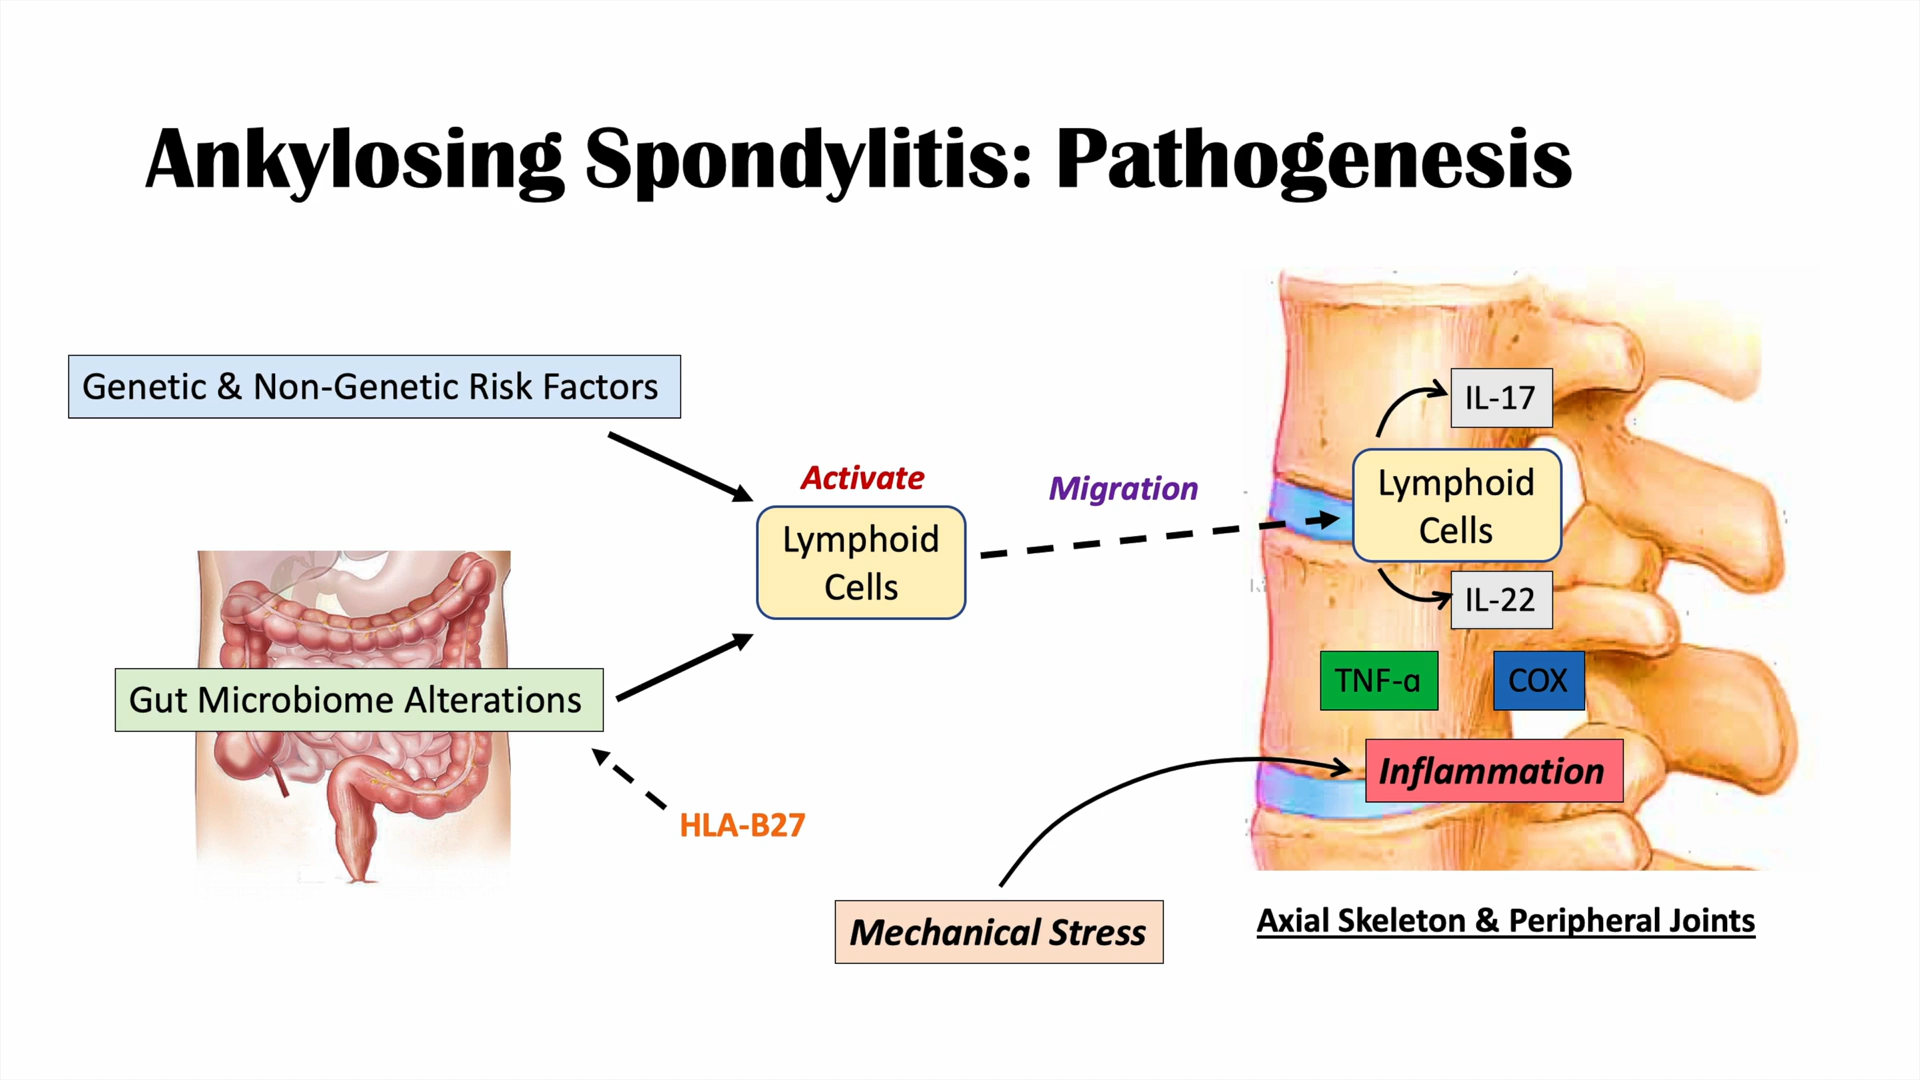 Ankylosing Spondylitis: Pathogenesis
Genetic & Non-Genetic Risk Factors
Activate
Lymphoid
Cells
Migration
IL-17
Lymphoid
Cells
IL-22
TNF-α
COX
Gut Microbiome Alterations
Inflammation
HLA-B27
Mechanical Stress
Axial Skeleton & Peripheral Joints